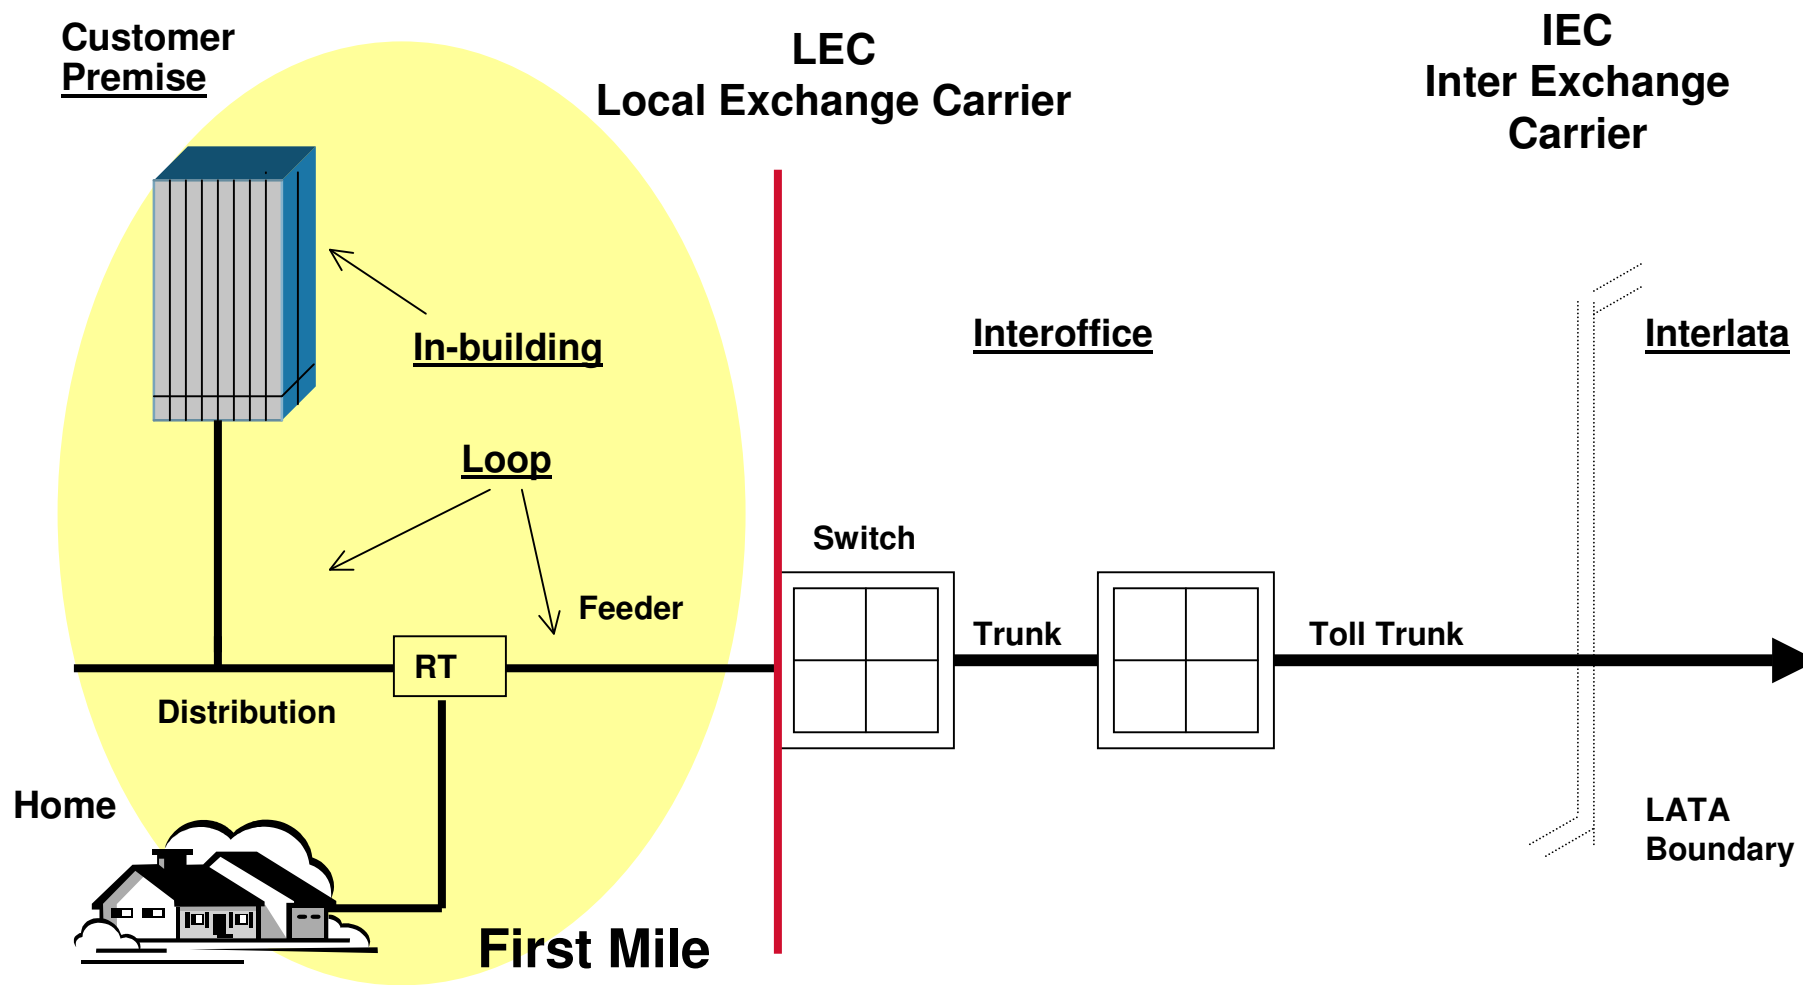 Customer
Premise
LEC
Local Exchange Carrier
IEC
Inter Exchange
Carrier
In-building
Interoffice
Interlata
Loop
Switch
Feeder
Trunk
Toll Trunk
RT
Distribution
Home
LATA
Boundary
First Mile